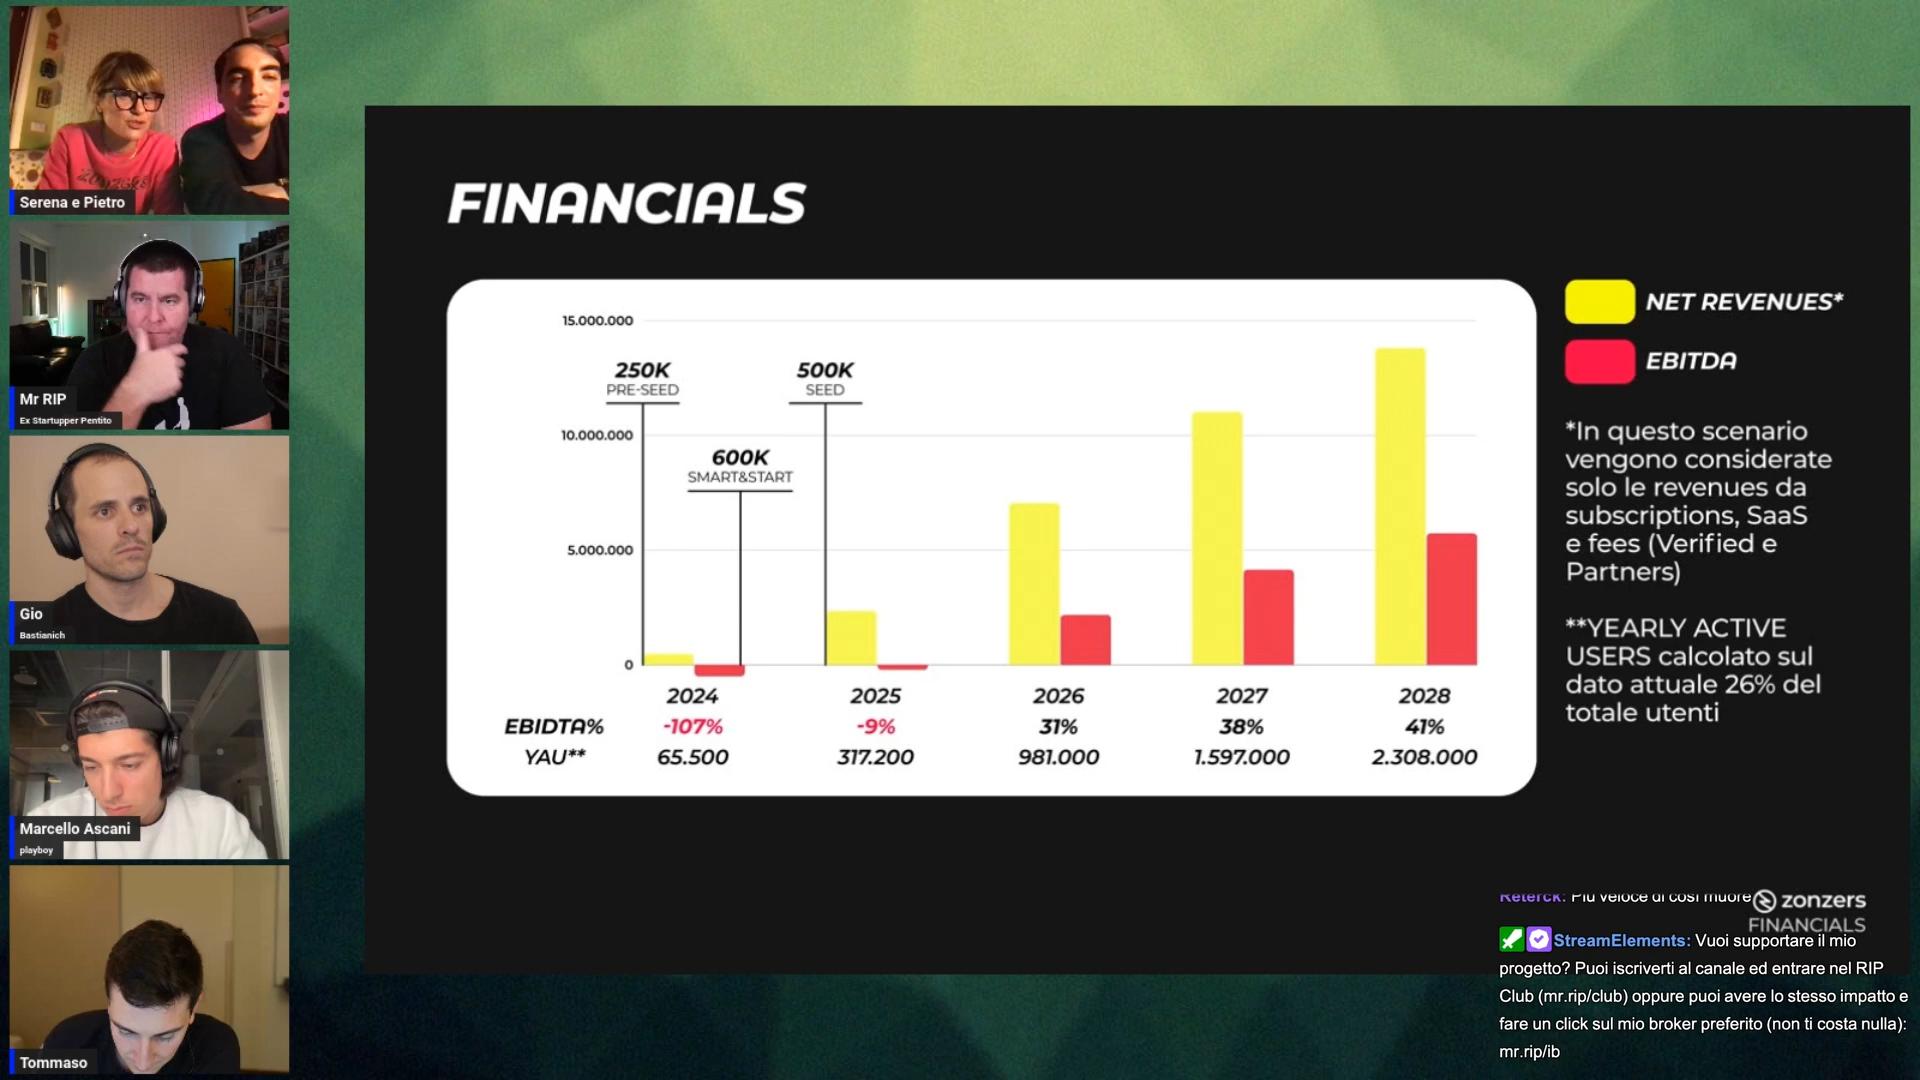 Serena e Pietro
Mr RIP
Ex Startupper Pentito
Gio
Bastianich
Marcello Ascani
playboy
Tommaso
FINANCIALS
15.000.000
10.000.000
5.000.000
0
250K
PRE-SEED
600K
SMART&START
500K
SEED
2024 2025 2026 2027 2028
EBIDTA% -107% -9% 31% 38% 41%
YAU** 65.500 317.200 981.000 1.597.000 2.308.000
NET REVENUES*
EBITDA
*In questo scenario
vengono considerate
solo le revenues da
subscriptions, SaaS
e fees (Verified e
Partners)
**YEARLY ACTIVE
USERS calcolato sul
dato attuale 26% del
totale utenti
zonzers
FINANCIALS
Reterck: Più veloce di così muore
StreamElements: Vuoi supportare il mio
progetto? Puoi iscriverti al canale ed entrare nel RIP
Club (mr.rip/club) oppure puoi avere lo stesso impatto e
fare un click sul mio broker preferito (non ti costa nulla):
mr.rip/ib